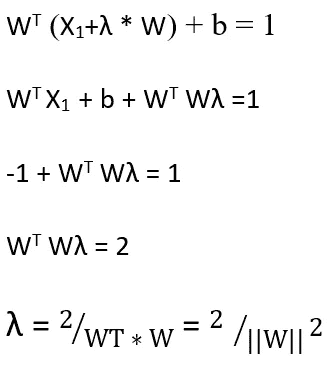 Wᵀ (X₁+λ * W) + b = 1
Wᵀ X₁ + b + Wᵀ Wλ =1
-1 + Wᵀ Wλ = 1
Wᵀ Wλ = 2
λ = ²/WT ∗ W = ² /||W|| ²